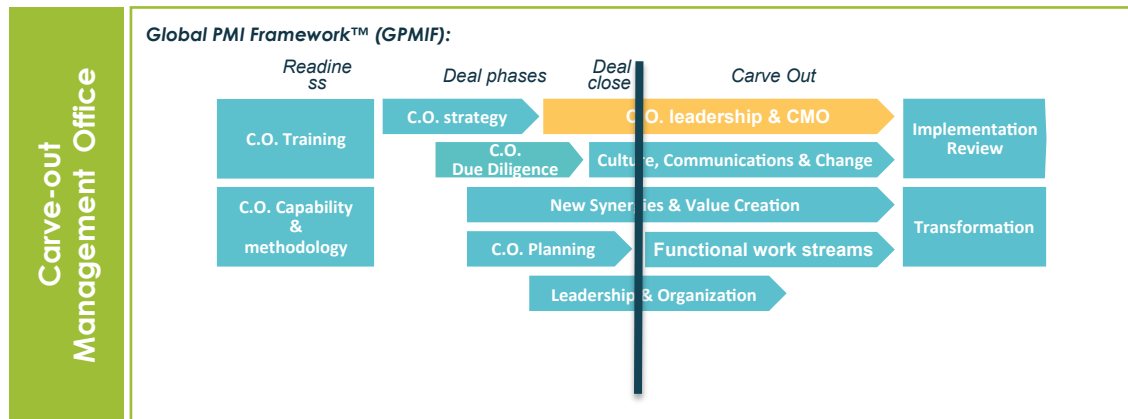 Carve-out
Management Office
Global PMI Framework™ (GPMIF):
Readine
ss
Deal phases
Deal
close
Carve Out
C.O. Training
C.O. strategy
C.O. leadership & CMO
Implementation
Review
C.O.
Due Diligence
Culture, Communications & Change
C.O. Capability
&
methodology
New Synergies & Value Creation
Transformation
C.O. Planning
Functional work streams
Leadership & Organization